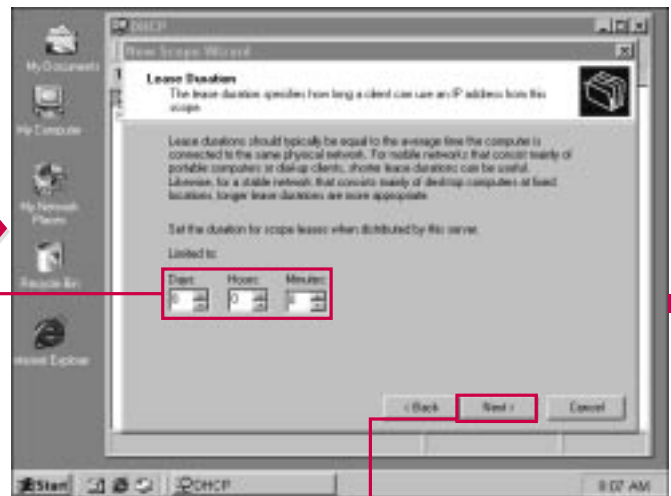 My Documents
My Computer
My Network
Places
Recycle Bin
Internet Explorer
DHCP
New Scope Wizard
Lease Duration
The lease duration specifies how long a client can use an IP address from this
scope.
Lease durations should typically be equal to the average time the computer is
connected to the same physical network. For mobile networks that consist mainly of
portable computers or dial-up clients, shorter lease durations can be useful.
Likewise, for a stable network that consists mainly of desktop computers at fixed
locations, longer lease durations are more appropriate.
Set the duration for scope leases when distributed by this server.
Limited to:
Days: Hours: Minutes:
8 0 0
< Back Next > Cancel
Start DHCP 8:07 AM